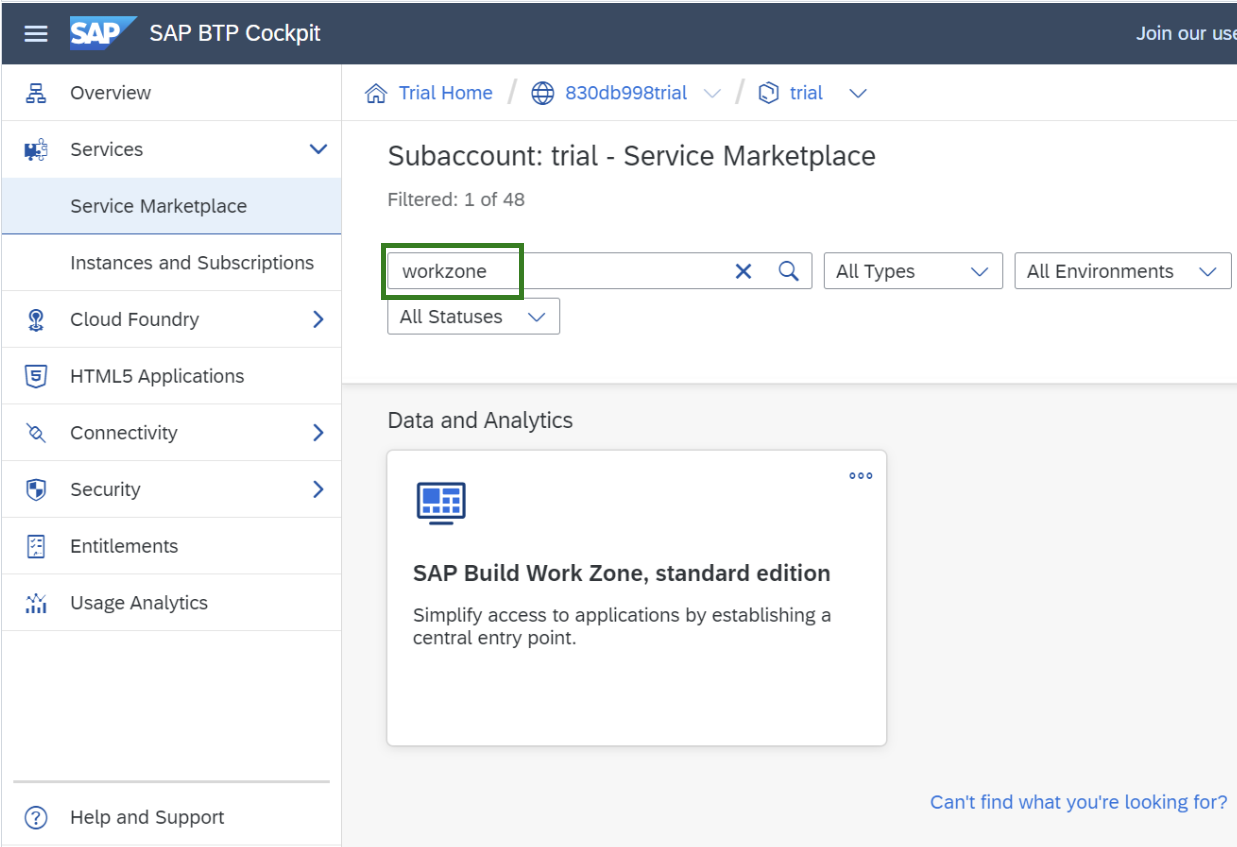 SAP SAP BTP Cockpit
Join our use
Overview
Services
Service Marketplace
Instances and Subscriptions
Cloud Foundry
HTML5 Applications
Connectivity
Security
Entitlements
Usage Analytics
Help and Support
Trial Home / 830db998trial / trial
Subaccount: trial - Service Marketplace
Filtered: 1 of 48
workzone
All Types
All Environments
All Statuses
Data and Analytics
SAP Build Work Zone, standard edition
Simplify access to applications by establishing a
central entry point.
Can't find what you're looking for?